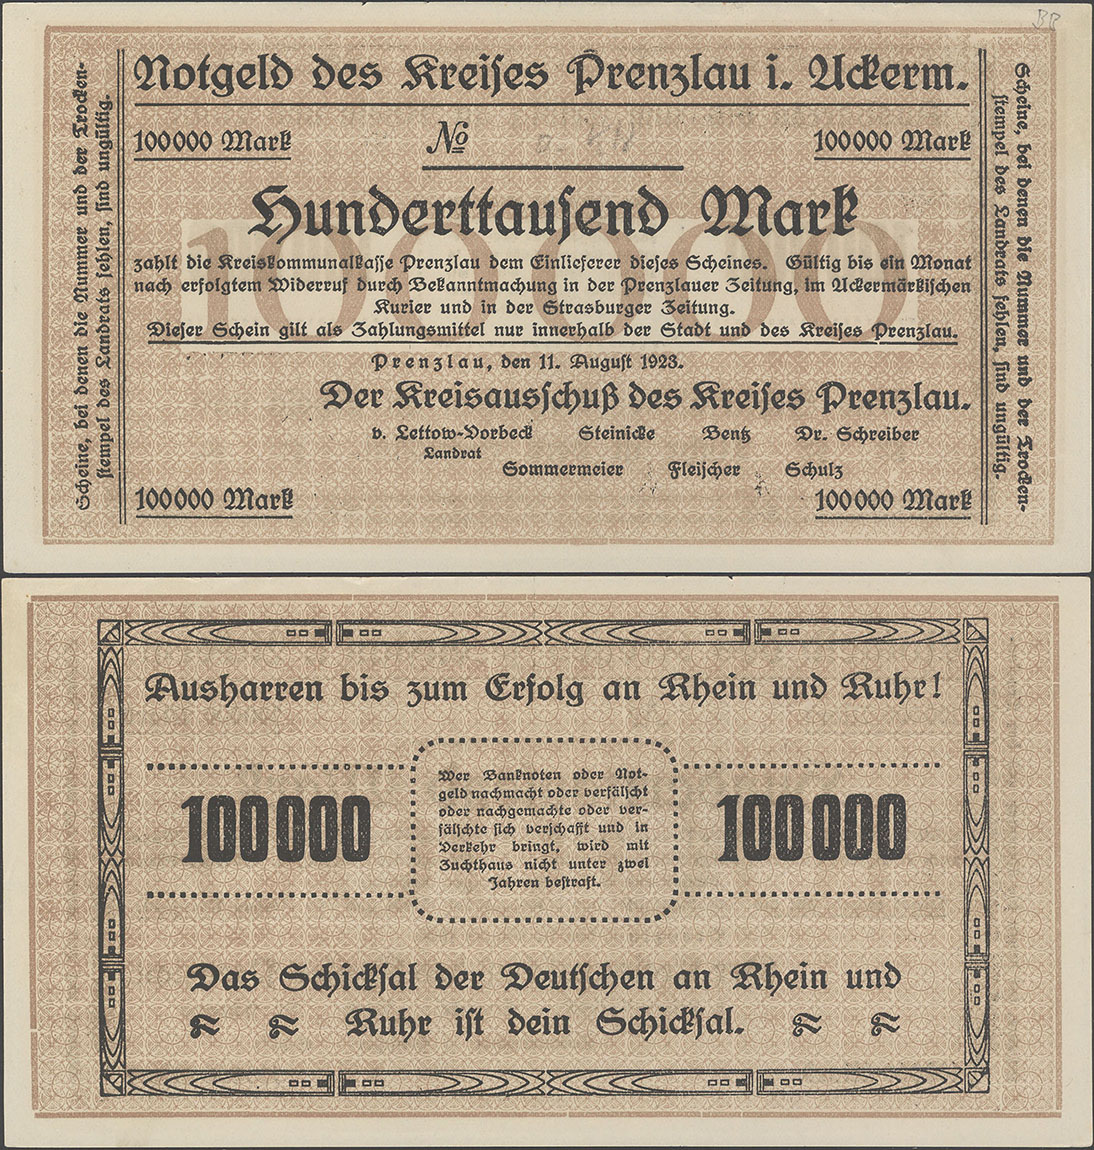 BB
Notgeld des Kreises Prenzlau i. Uckerm.
Scheine, bei denen die Nummer und der Trocken-
stempel des Landrats fehlen, sind ungültig.
100000 Mark
No
100000 Mark
Hunderttausend Mark
100000
zahlt die Kreiskommunalkasse Prenzlau dem Einlieferer dieses Scheines. Gültig bis ein Monat
nach erfolgtem Widerruf durch Bekanntmachung in der Prenzlauer Zeitung, im Uckermärkischen
Kurier und in der Strasburger Zeitung.
Dieser Schein gilt als Zahlungsmittel nur innerhalb der Stadt und des Kreises Prenzlau.
Prenzlau, den 11. August 1923.
Der Kreisausschuß des Kreises Prenzlau.
v. Lettow-Vorbeck Steinicke Bentz Dr. Schreiber
Landrat
Sommermeier Fleischer Schulz
100000 Mark
100000 Mark
Scheine, bei denen die Nummer und der Trocken-
stempel des Landrats fehlen, sind ungültig.
Ausharren bis zum Erfolg an Rhein und Ruhr!
100000
Wer Banknoten oder Not-
geld nachmacht oder verfälscht
oder nachgemachte oder ver-
fälschte sich verschafft und in
Verkehr bringt, wird mit
Zuchthaus nicht unter zwei
Jahren bestraft.
100000
Das Schicksal der Deutschen an Rhein und
Ruhr ist dein Schicksal.